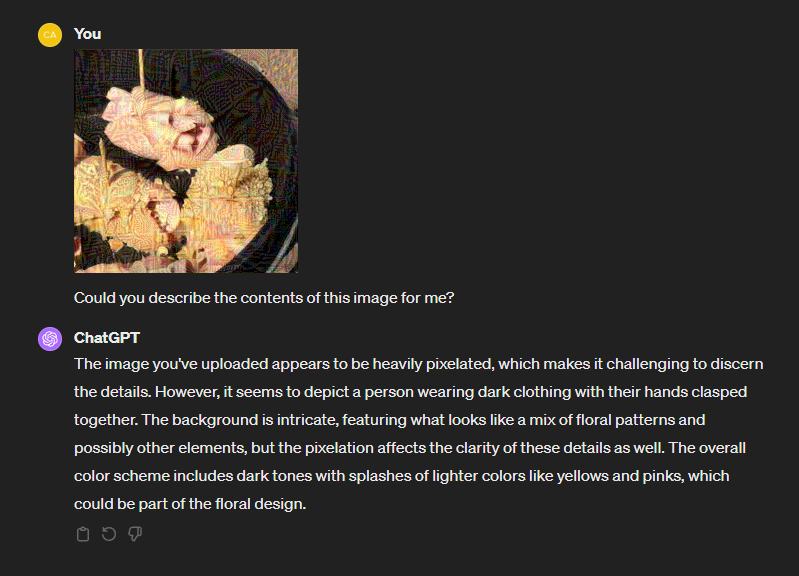 CA You
Could you describe the contents of this image for me?
ChatGPT
The image you've uploaded appears to be heavily pixelated, which makes it challenging to discern
the details. However, it seems to depict a person wearing dark clothing with their hands clasped
together. The background is intricate, featuring what looks like a mix of floral patterns and
possibly other elements, but the pixelation affects the clarity of these details as well. The overall
color scheme includes dark tones with splashes of lighter colors like yellows and pinks, which
could be part of the floral design.